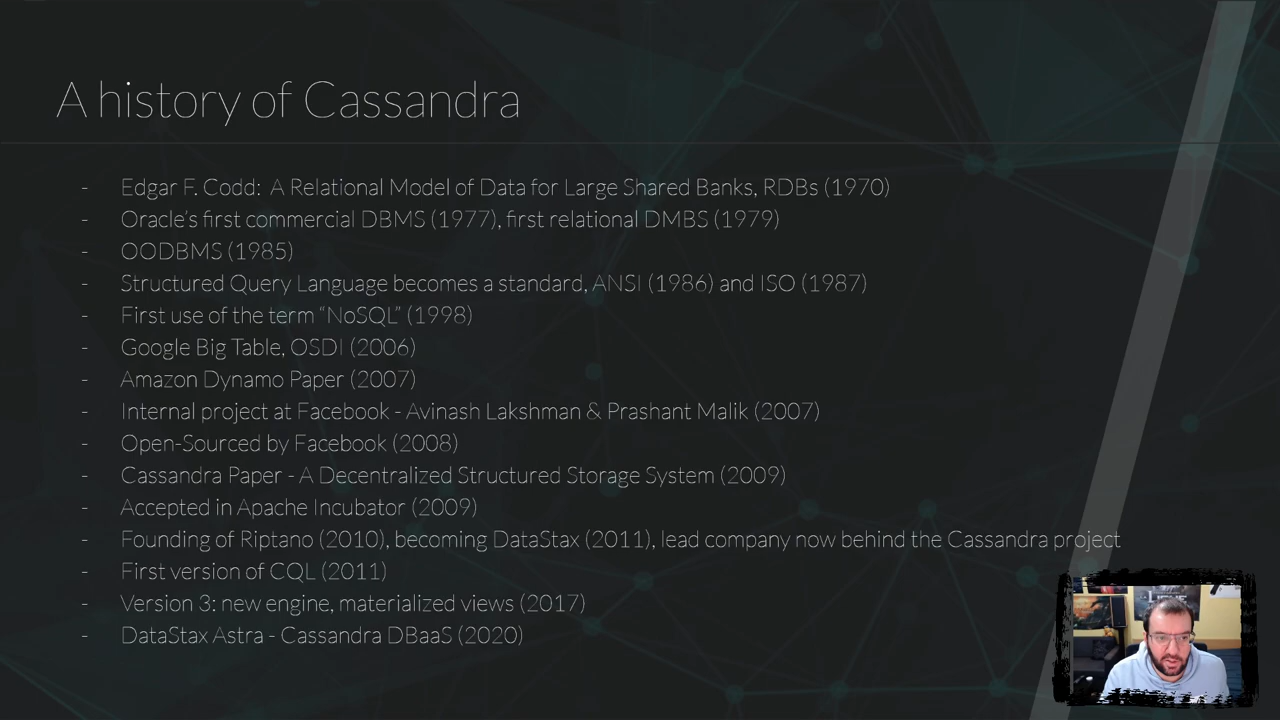 A history of Cassandra
- Edgar F. Codd: A Relational Model of Data for Large Shared Banks, RDBs (1970)
- Oracle's first commercial DBMS (1977), first relational DMBS (1979)
- OODBMS (1985)
- Structured Query Language becomes a standard, ANSI (1986) and ISO (1987)
- First use of the term “NoSQL” (1998)
- Google Big Table, OSDI (2006)
- Amazon Dynamo Paper (2007)
- Internal project at Facebook - Avinash Lakshman & Prashant Malik (2007)
- Open-Sourced by Facebook (2008)
- Cassandra Paper - A Decentralized Structured Storage System (2009)
- Accepted in Apache Incubator (2009)
- Founding of Riptano (2010), becoming DataStax (2011), lead company now behind the Cassandra project
- First version of CQL (2011)
- Version 3: new engine, materialized views (2017)
- DataStax Astra - Cassandra DBaaS (2020)